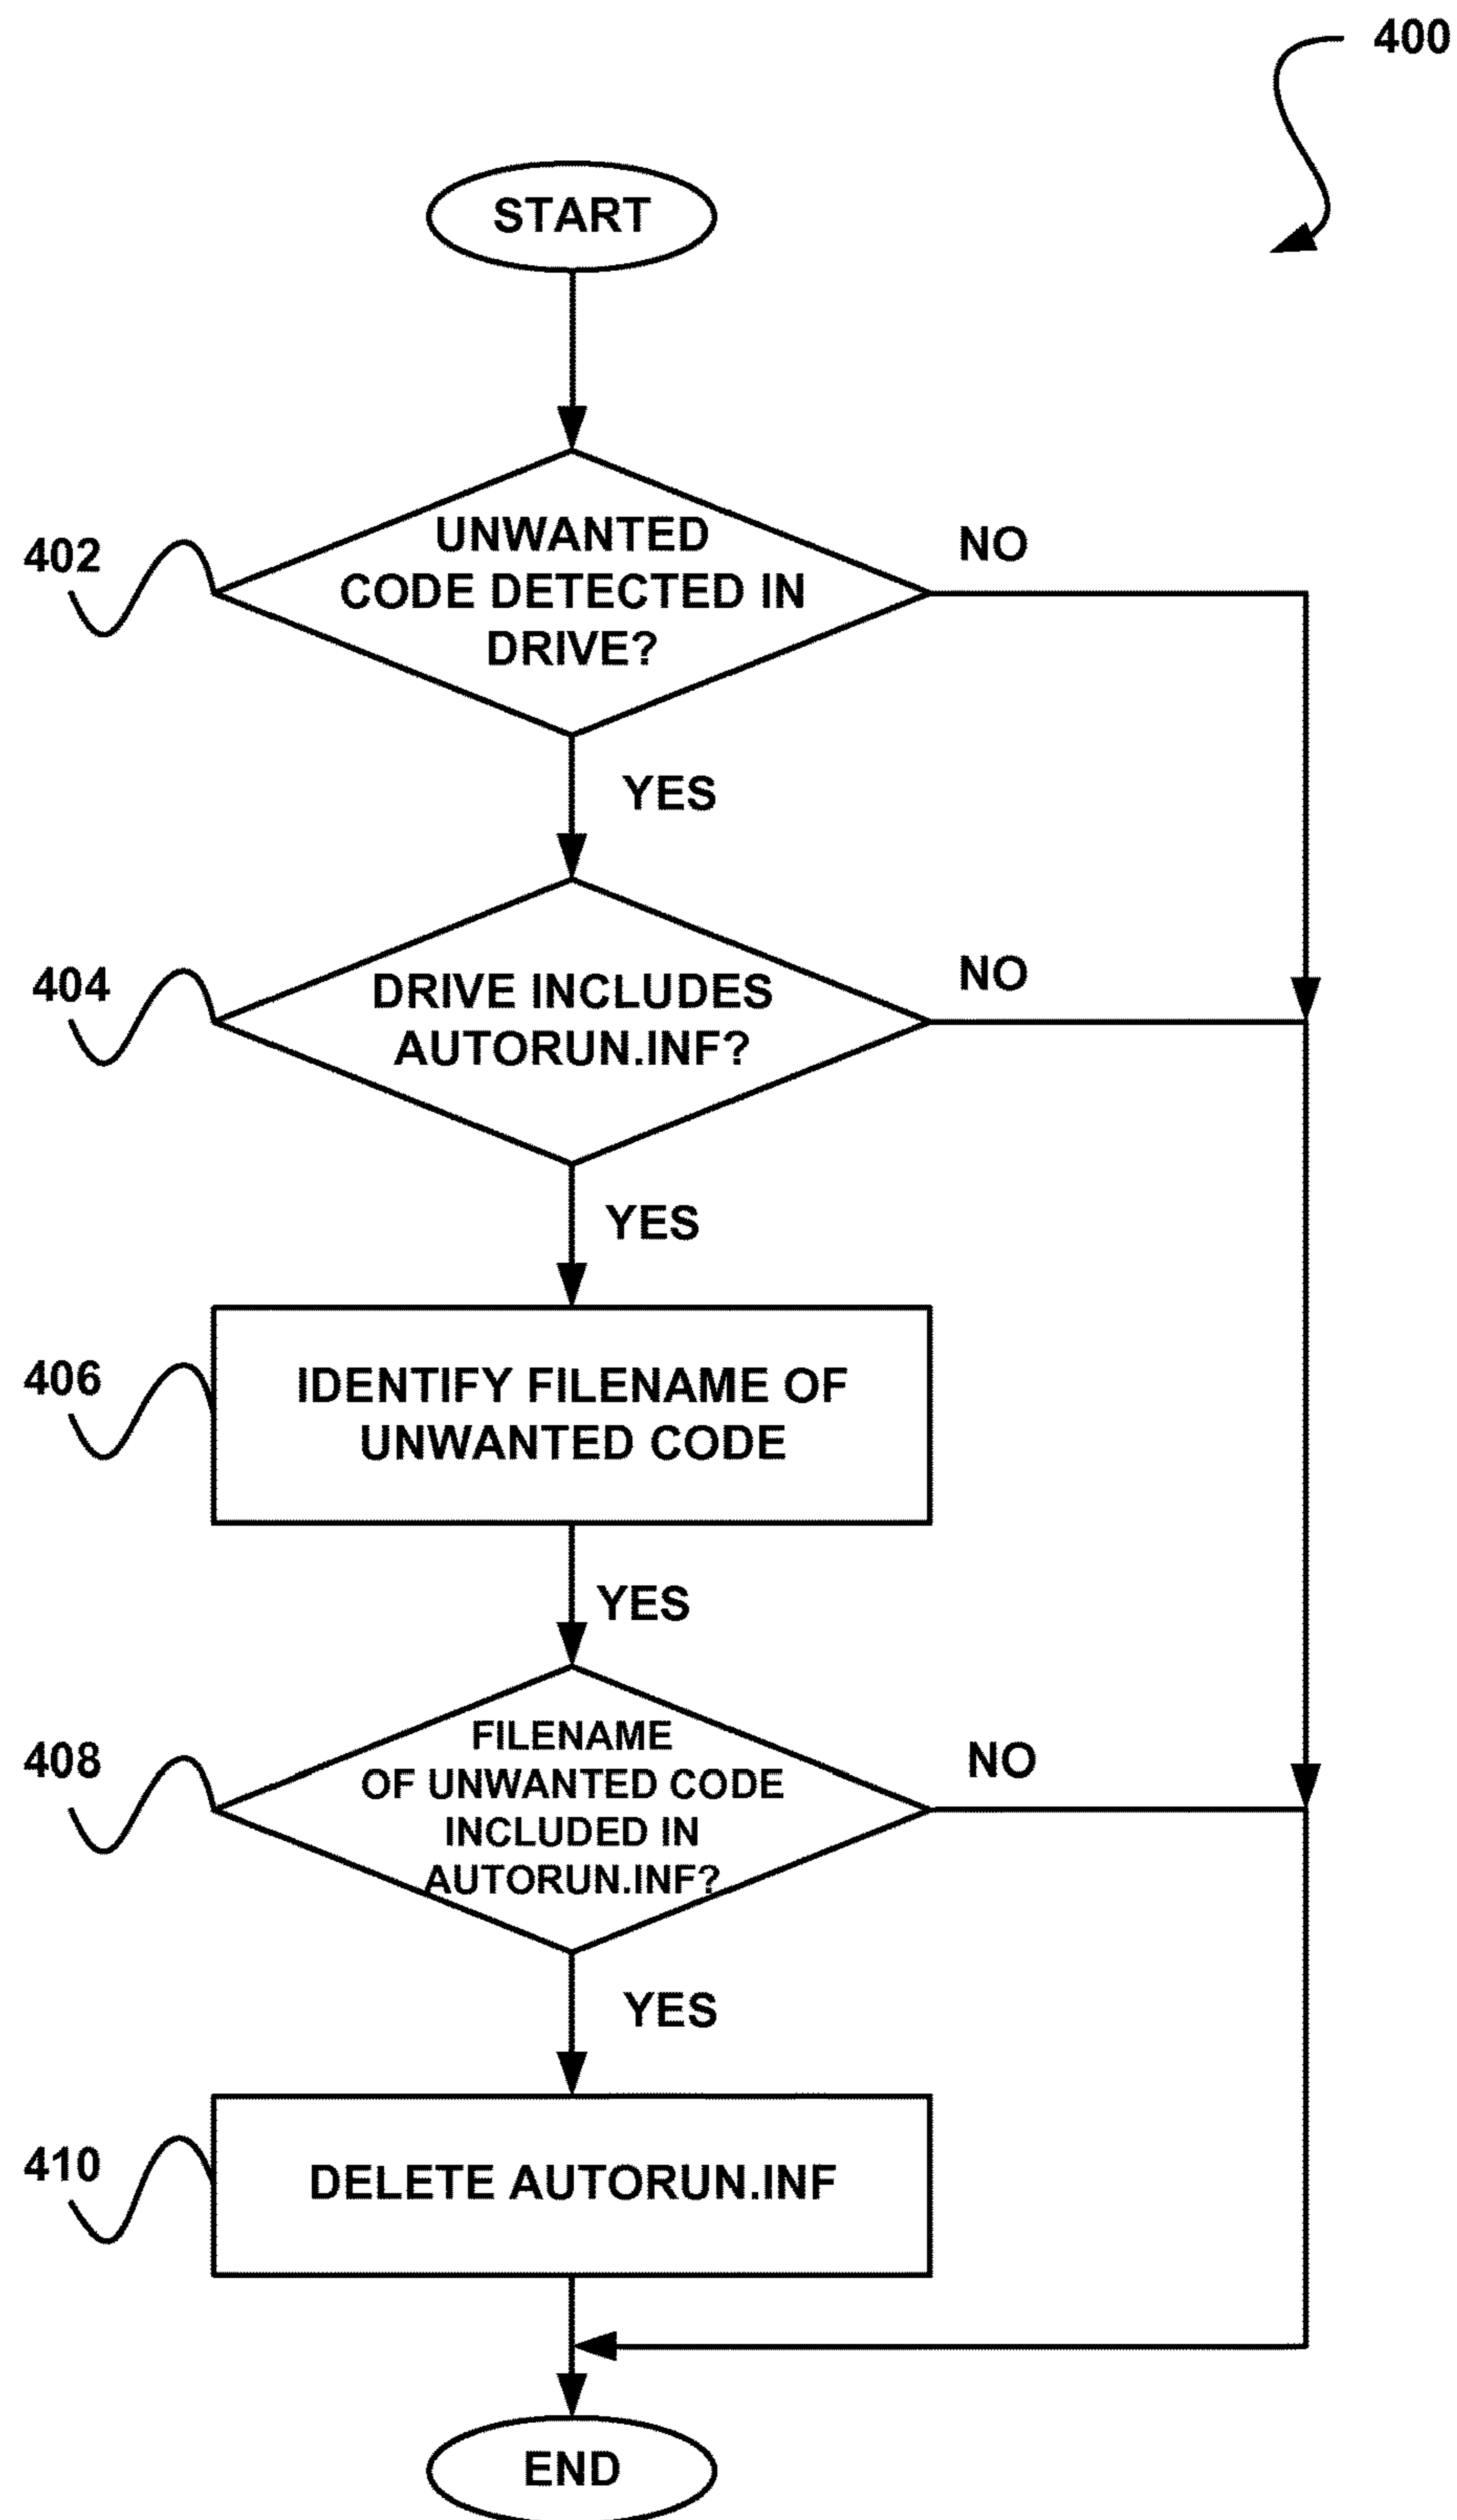 400
START
402
UNWANTED
CODE DETECTED IN
DRIVE?
NO
YES
404
DRIVE INCLUDES
AUTORUN.INF?
NO
YES
406
IDENTIFY FILENAME OF
UNWANTED CODE
YES
408
FILENAME
OF UNWANTED CODE
INCLUDED IN
AUTORUN.INF?
NO
YES
410
DELETE AUTORUN.INF
END